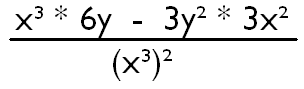 x³ * 6y - 3y² * 3x²
(x³)²